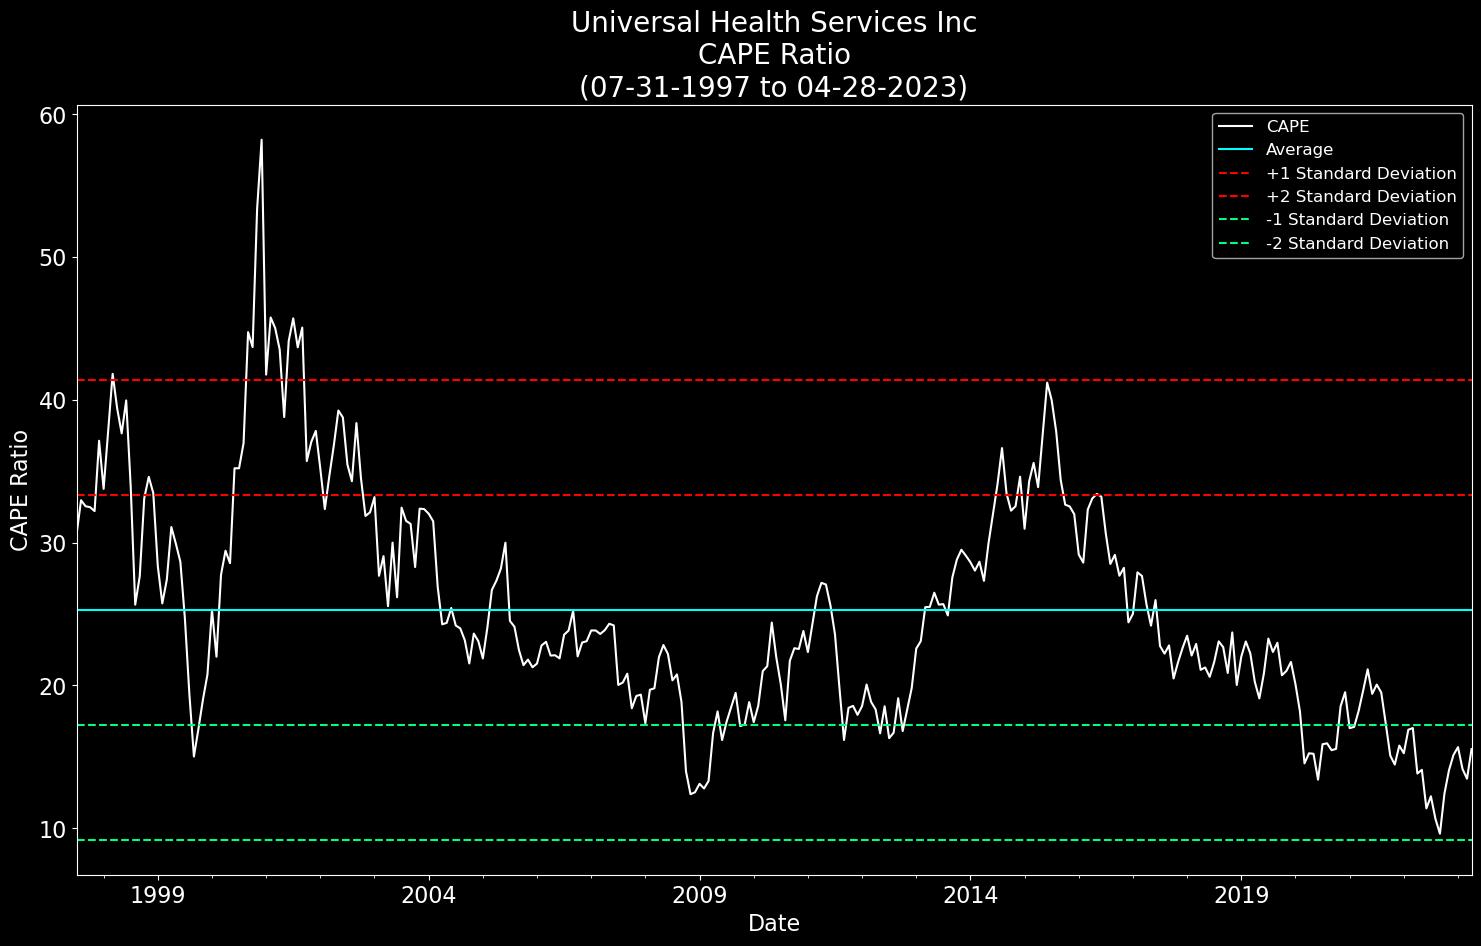 Universal Health Services Inc
CAPE Ratio
(07-31-1997 to 04-28-2023)
60
50
40
30
20
10
CAPE Ratio
CAPE
Average
+1 Standard Deviation
+2 Standard Deviation
-1 Standard Deviation
-2 Standard Deviation
1999
2004
2009
2014
2019
Date